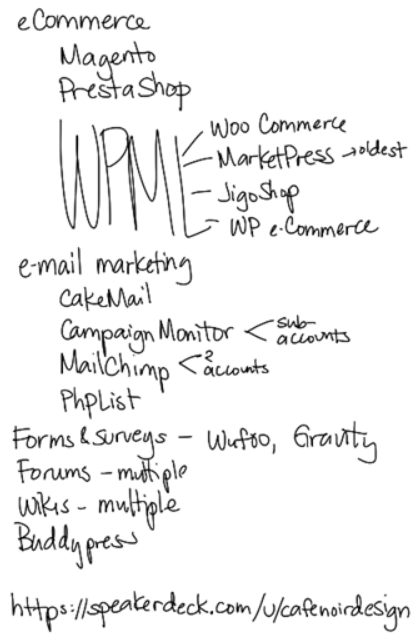 eCommerce
Magento
PrestaShop
WPML
Woo Commerce
MarketPress → oldest
JigoShop
WP e-Commerce
e-mail marketing
CakeMail
Campaign Monitor < sub-
accounts
MailChimp < 2
accounts
PhpList
Forms & surveys - Wufoo, Gravity
Forums - multiple
Wikis - multiple
Buddypress
https://speakerdeck.com/u/cafenoirdesign